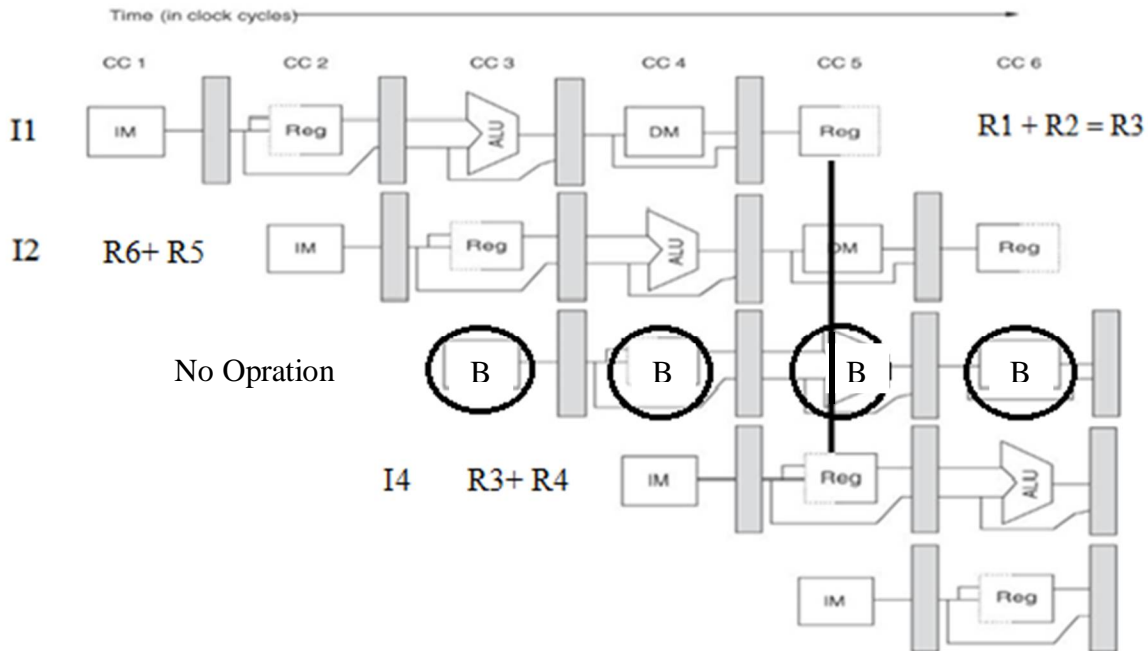 Time (in clock cycles)
CC 1 CC 2 CC 3 CC 4 CC 5 CC 6
I1 IM Reg ALU DM Reg R1 + R2 = R3
I2 R6+ R5 IM Reg ALU DM Reg
No Opration B B B B
I4 R3+ R4 IM Reg ALU
IM Reg